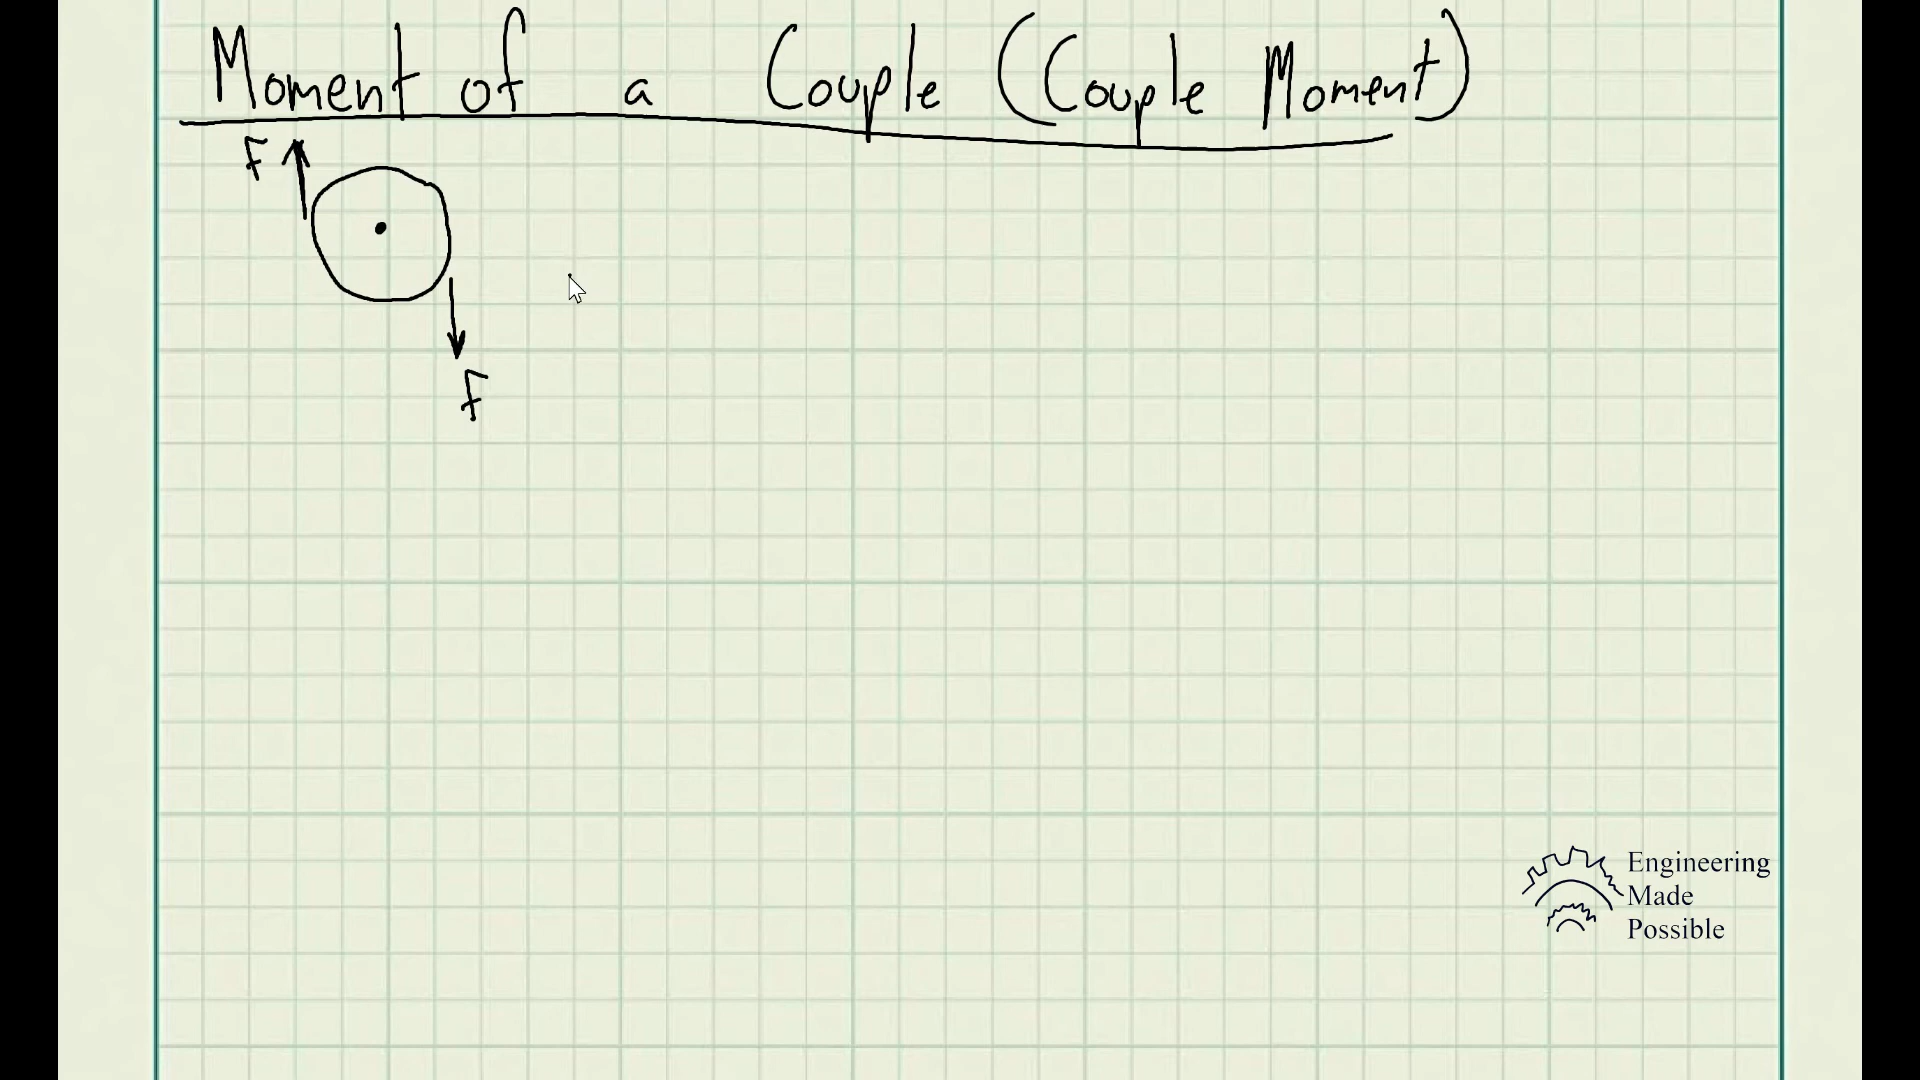 Moment of a Couple (Couple Moment)
F
F
Engineering
Made
Possible